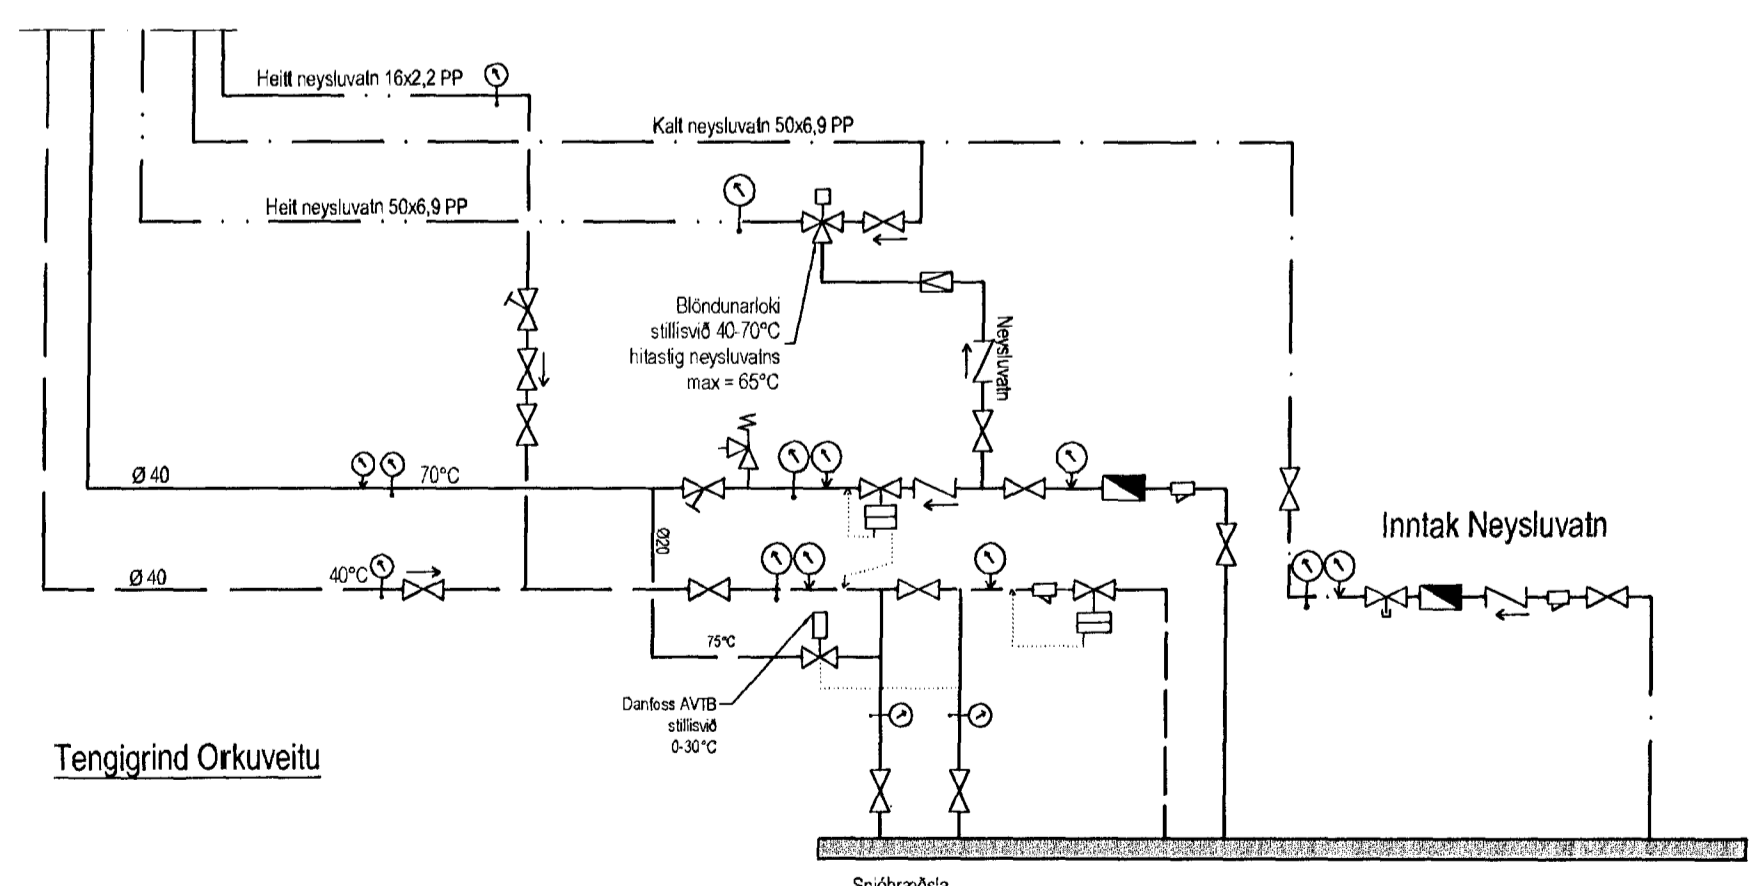 Heitt neysluvatn 16x2,2 PP
Kalt neysluvatn 50x6,9 PP
Heit neysluvatn 50x6,9 PP
Blöndunarloki
stillisvið 40-70°C
hitastig neysluvatns
max = 65°C
Neysluvatn
Ø 40
70°C
Ø20
Inntak Neysluvatn
Ø 40
40°C
75°C
Danfoss AVTB
stillisvið
0-30°C
Tengigrind Orkuveitu
Snjóbræðsla